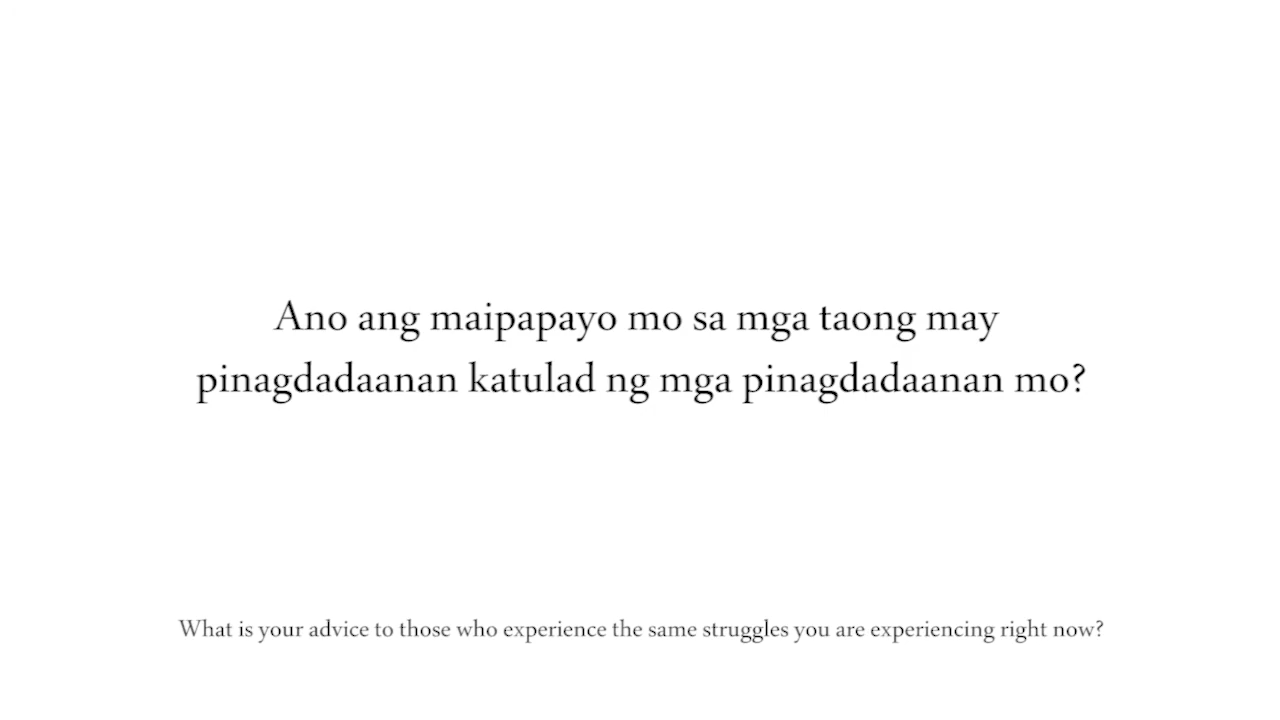 Ano ang maipapayo mo sa mga taong may
pinagdadaanan katulad ng mga pinagdadaanan mo?
What is your advice to those who experience the same struggles you are experiencing right now?